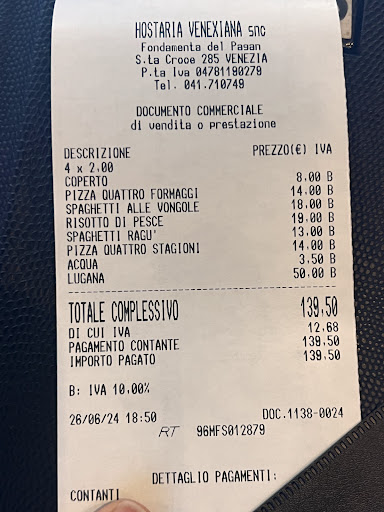 HOSTARIA VENEXIANA snc
Fondamenta del Pagan
S.ta Croce 285 VENEZIA
P.ta Iva 04781190279
Tel. 041.710749
DOCUMENTO COMMERCIALE
di vendita o prestazione
DESCRIZIONE PREZZO(€) IVA
4 x 2,00
COPERTO 8,00 B
PIZZA QUATTRO FORMAGGI 14,00 B
SPAGHETTI ALLE VONGOLE 18,00 B
RISOTTO DI PESCE 19,00 B
SPAGHETTI RAGU' 13,00 B
PIZZA QUATTRO STAGIONI 14,00 B
ACQUA 3,50 B
LUGANA 50,00 B
TOTALE COMPLESSIVO 139,50
DI CUI IVA 12,68
PAGAMENTO CONTANTE 139,50
IMPORTO PAGATO 139,50
B: IVA 10,00%
26/06/24 18:50 DOC.1138-0024
RT 96MFS012879
DETTAGLIO PAGAMENTI:
CONTANTI